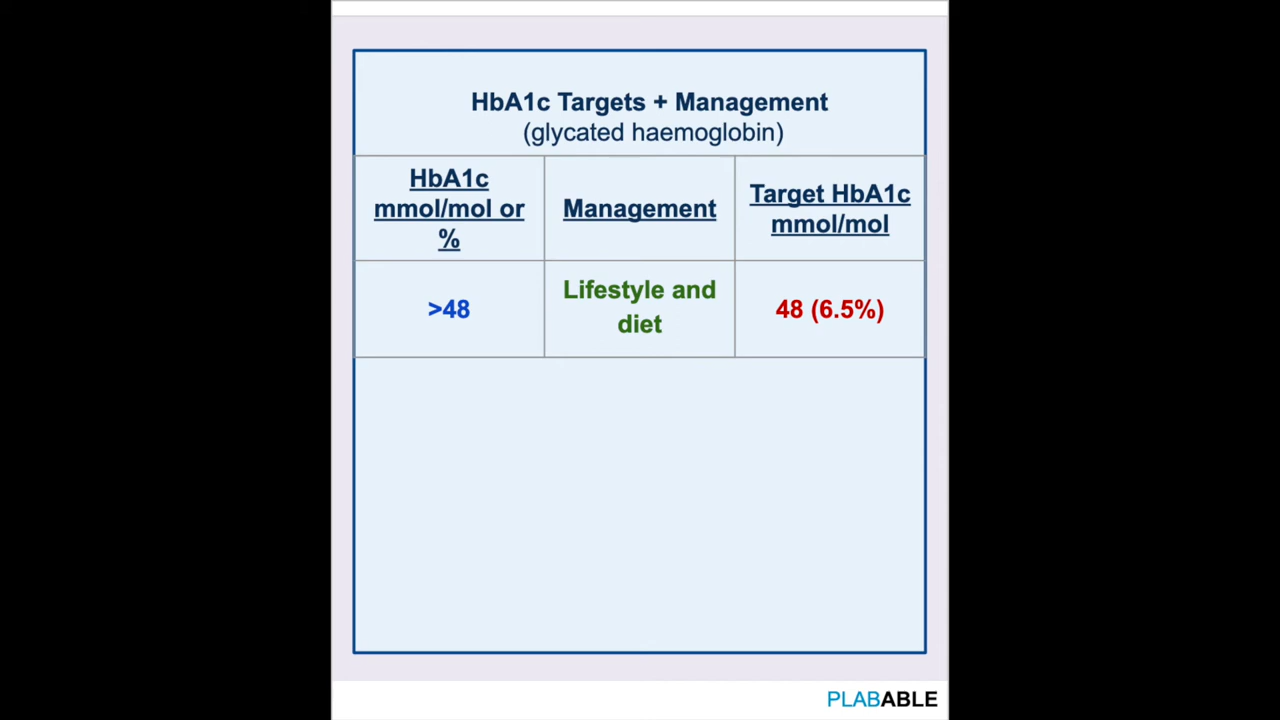 HbA1c Targets + Management
(glycated haemoglobin)
HbA1c
mmol/mol or
%
Management
Target HbA1c
mmol/mol
>48
Lifestyle and
diet
48 (6.5%)
PLABABLE